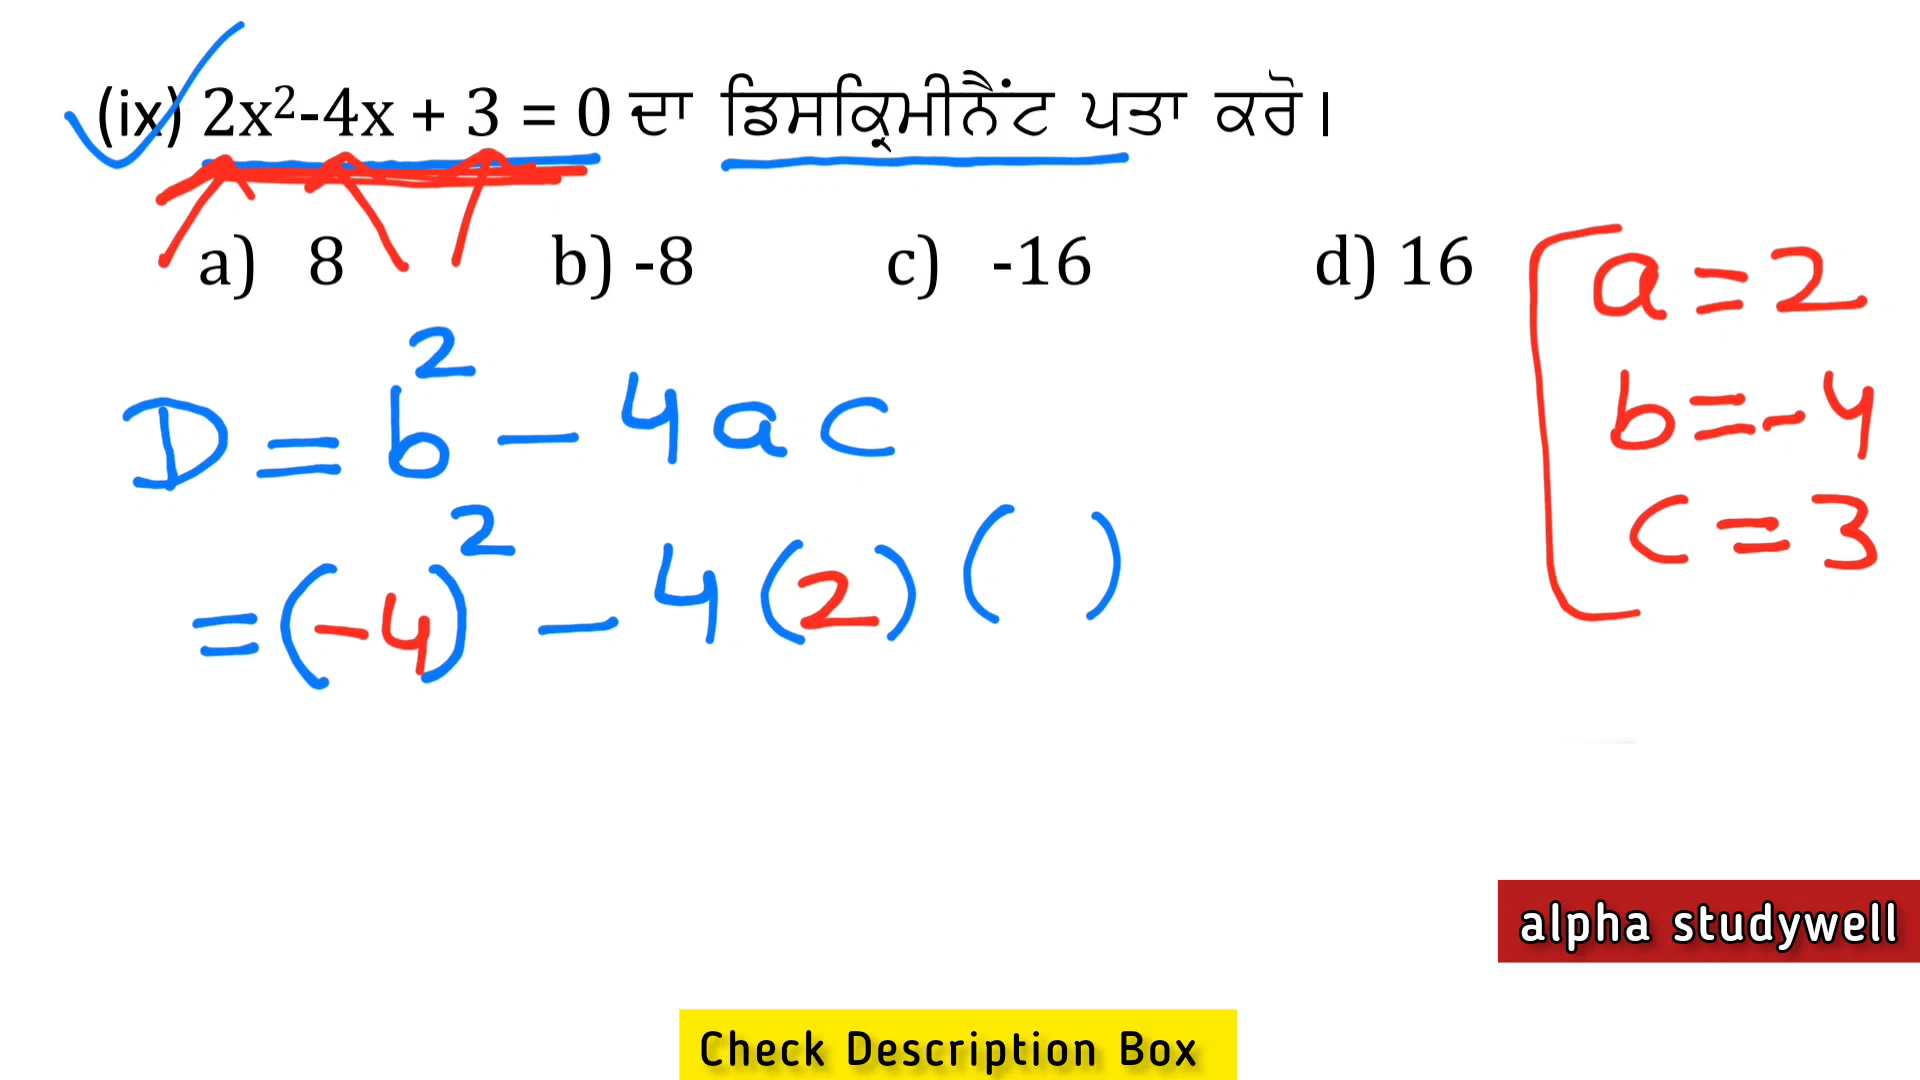 (ix) 2x²-4x + 3 = 0 ਦਾ ਡਿਸਕ੍ਰਿਮੀਨੈਂਟ ਪਤਾ ਕਰੋ।
a) 8 b) -8 c) -16 d) 16
a = 2
b = -4
c = 3
D = b² - 4ac
= (-4)² - 4(2)( )
alpha studywell
Check Description Box